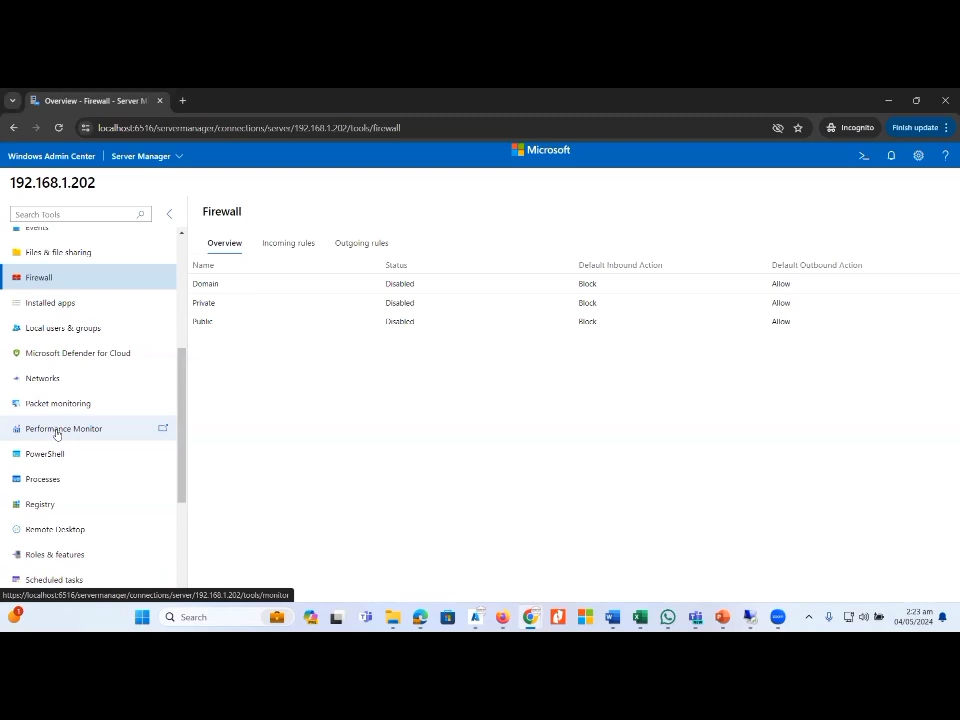 Overview - Firewall - Server M
localhost:6516/servermanager/connections/server/192.168.1.202/tools/firewall
Incognito
Finish update
Windows Admin Center
Server Manager
Microsoft
192.168.1.202
Search Tools
Events
Files & file sharing
Firewall
Installed apps
Local users & groups
Microsoft Defender for Cloud
Networks
Packet monitoring
Performance Monitor
PowerShell
Processes
Registry
Remote Desktop
Roles & features
Scheduled tasks
Firewall
Overview Incoming rules Outgoing rules
Name Status Default Inbound Action Default Outbound Action
Domain Disabled Block Allow
Private Disabled Block Allow
Public Disabled Block Allow
https://localhost:6516/servermanager/connections/server/192.168.1.202/tools/monitor
1
Search
2:23 am
04/05/2024